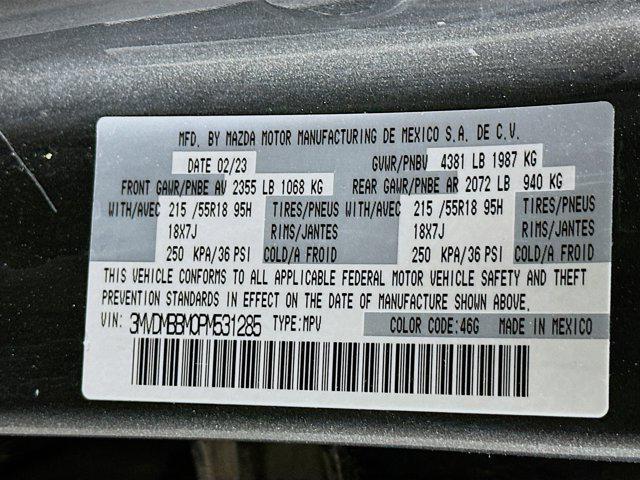 MFD. BY MAZDA MOTOR MANUFACTURING DE MEXICO S.A. DE C.V.
DATE 02/23 GVWR/PNBV 4381 LB 1987 KG
FRONT GAWR/PNBE AV 2355 LB 1068 KG REAR GAWR/PNBE AR 2072 LB 940 KG
WITH/AVEC 215 /55R18 95H TIRES/PNEUS WITH/AVEC 215 /55R18 95H TIRES/PNEUS
18X7J RIMS/JANTES 18X7J RIMS/JANTES
250 KPA/36 PSI COLD/A FROID 250 KPA/36 PSI COLD/A FROID
THIS VEHICLE CONFORMS TO ALL APPLICABLE FEDERAL MOTOR VEHICLE SAFETY AND THEFT
PREVENTION STANDARDS IN EFFECT ON THE DATE OF MANUFACTURE SHOWN ABOVE.
VIN: 3MVDMBBM0PM531285 TYPE: MPV COLOR CODE: 46G MADE IN MEXICO